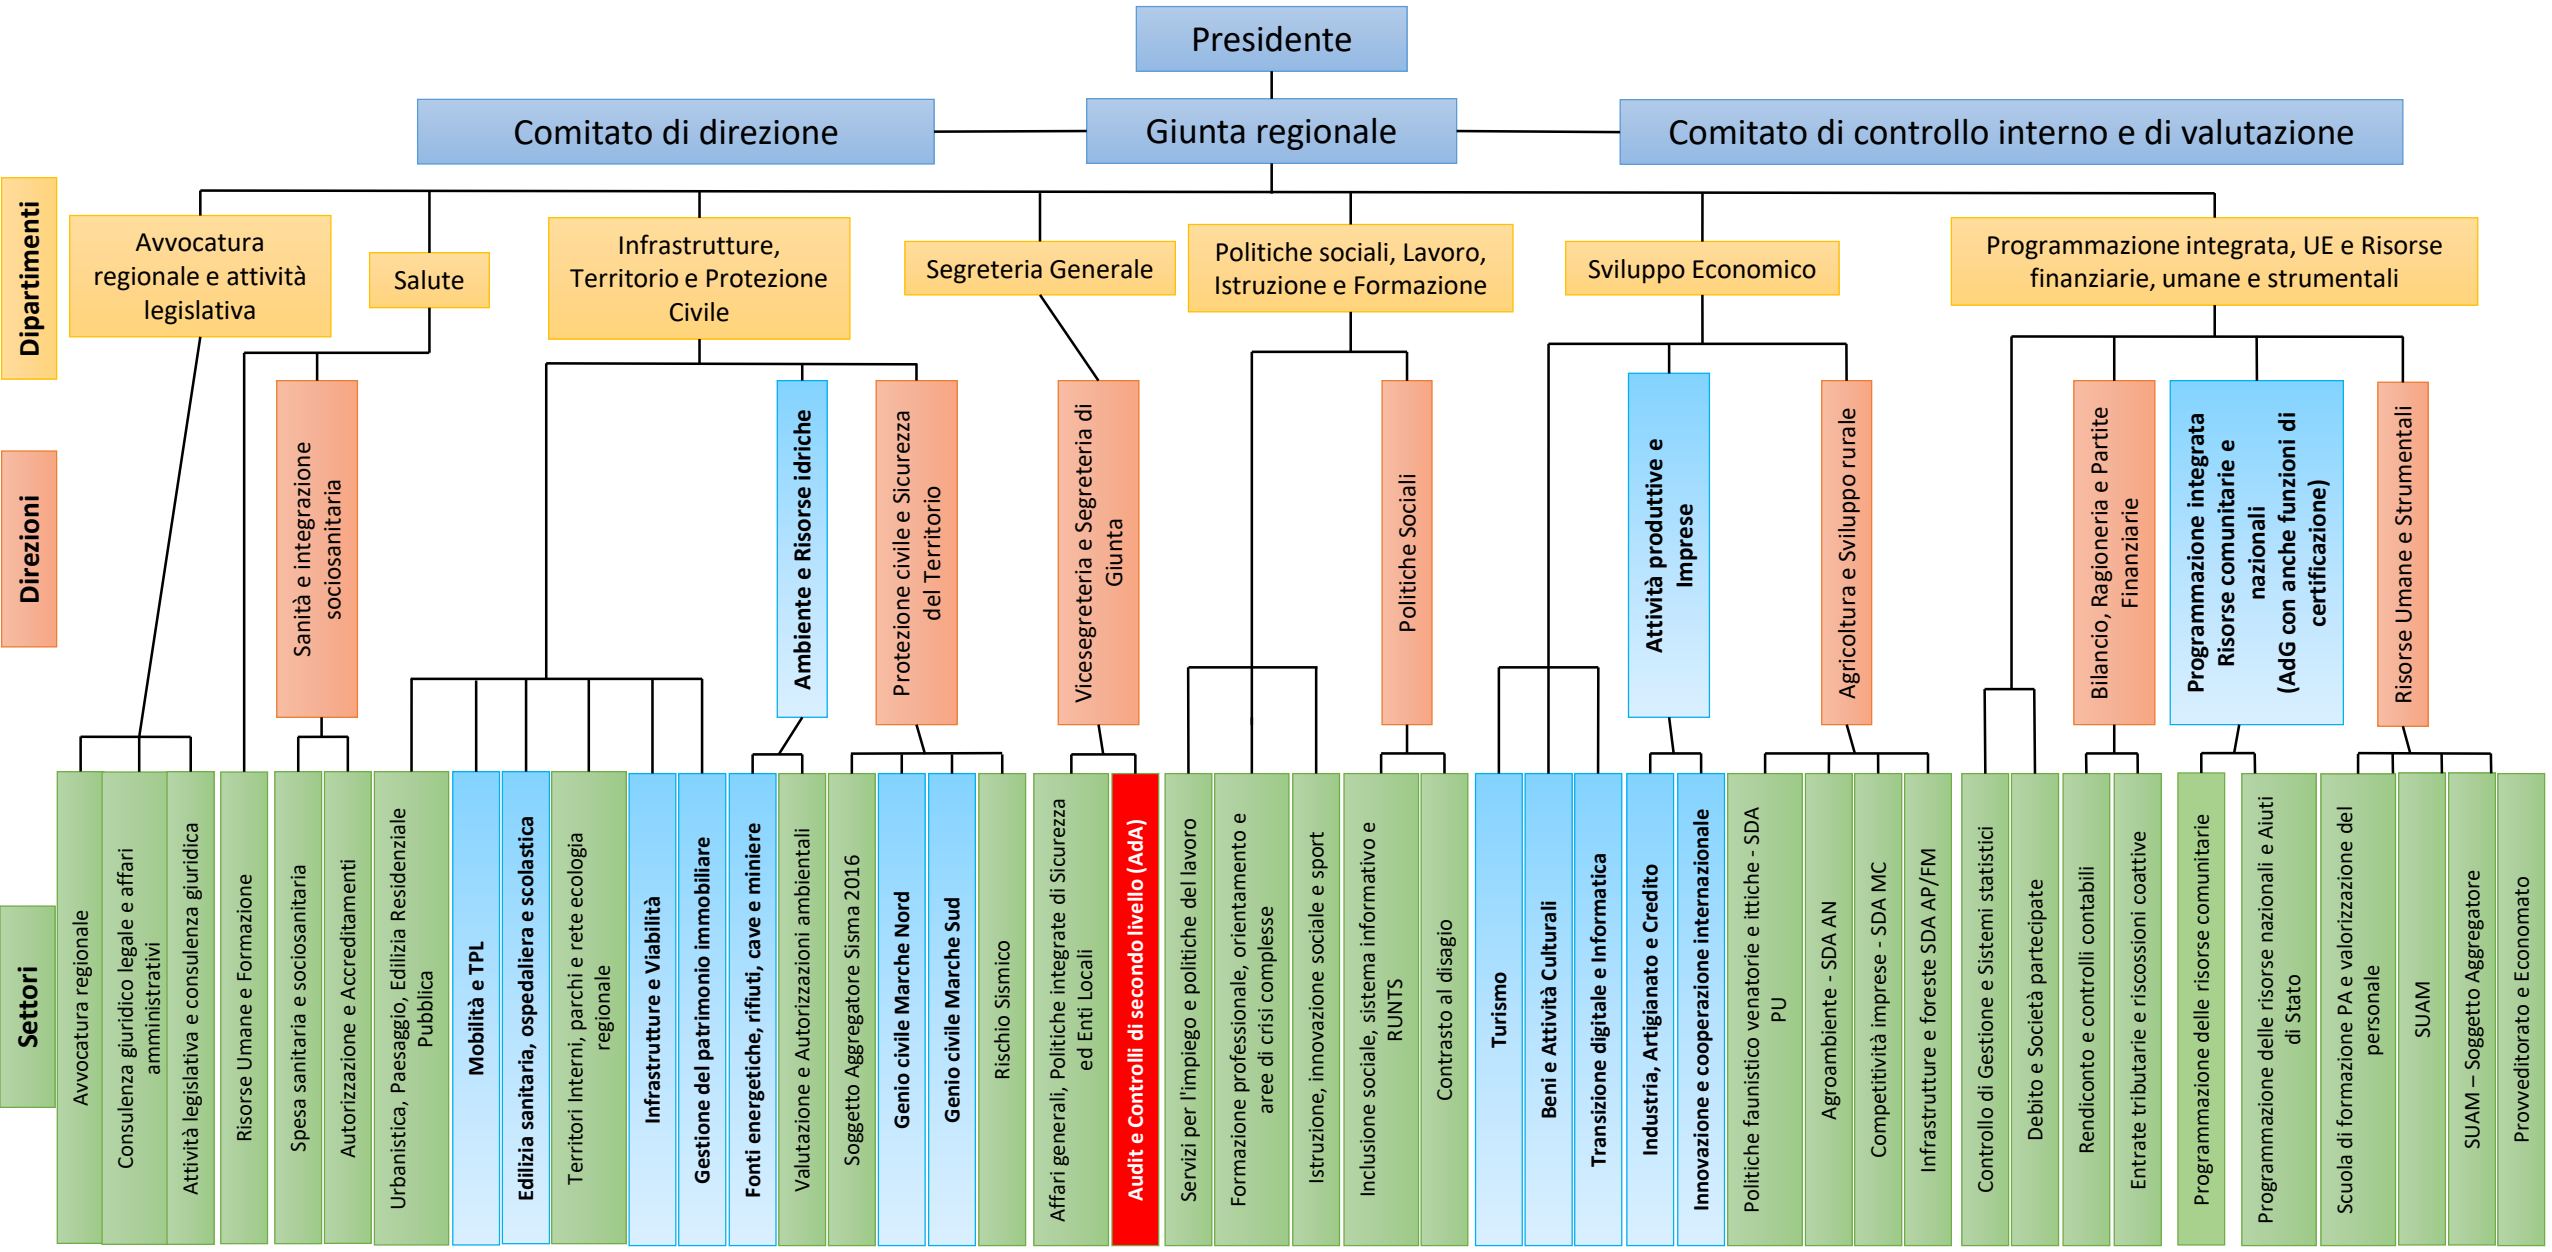 Presidente
Comitato di direzione
Giunta regionale
Comitato di controllo interno e di valutazione
Dipartimenti
Avvocatura
regionale e attività
legislativa
Salute
Infrastrutture,
Territorio e Protezione
Civile
Segreteria Generale
Politiche sociali, Lavoro,
Istruzione e Formazione
Sviluppo Economico
Programmazione integrata, UE e Risorse
finanziarie, umane e strumentali
Direzioni
Sanità e integrazione
sociosanitaria
Ambiente e Risorse idriche
Protezione civile e Sicurezza
del Territorio
Vicesegreteria e Segreteria di
Giunta
Politiche Sociali
Attività produttive e
Imprese
Agricoltura e Sviluppo rurale
Bilancio, Ragioneria e Partite
Finanziarie
Programmazione integrata
Risorse comunitarie e
nazionali
(AdG con anche funzioni di
certificazione)
Risorse Umane e Strumentali
Settori
Avvocatura regionale
Consulenza giuridico legale e affari
amministrativi
Attività legislativa e consulenza giuridica
Risorse Umane e Formazione
Spesa sanitaria e sociosanitaria
Autorizzazione e Accreditamenti
Urbanistica, Paesaggio, Edilizia Residenziale
Pubblica
Mobilità e TPL
Edilizia sanitaria, ospedaliera e scolastica
Territori Interni, parchi e rete ecologia
regionale
Infrastrutture e Viabilità
Gestione del patrimonio immobiliare
Fonti energetiche, rifiuti, cave e miniere
Valutazione e Autorizzazioni ambientali
Soggetto Aggregatore Sisma 2016
Genio civile Marche Nord
Genio civile Marche Sud
Rischio Sismico
Affari generali, Politiche integrate di Sicurezza
ed Enti Locali
Audit e Controlli di secondo livello (AdA)
Servizi per l'impiego e politiche del lavoro
Formazione professionale, orientamento e
aree di crisi complesse
Istruzione, innovazione sociale e sport
Inclusione sociale, sistema informativo e
RUNTS
Contrasto al disagio
Turismo
Beni e Attività Culturali
Transizione digitale e Informatica
Industria, Artigianato e Credito
Innovazione e cooperazione internazionale
Politiche faunistico venatorie e ittiche - SDA
PU
Agroambiente - SDA AN
Competitività imprese - SDA MC
Infrastrutture e foreste SDA AP/FM
Controllo di Gestione e Sistemi statistici
Debito e Società partecipate
Rendiconto e controlli contabili
Entrate tributarie e riscossioni coattive
Programmazione delle risorse comunitarie
Programmazione delle risorse nazionali e Aiuti
di Stato
Scuola di formazione PA e valorizzazione del
personale
SUAM
SUAM – Soggetto Aggregatore
Provveditorato e Economato